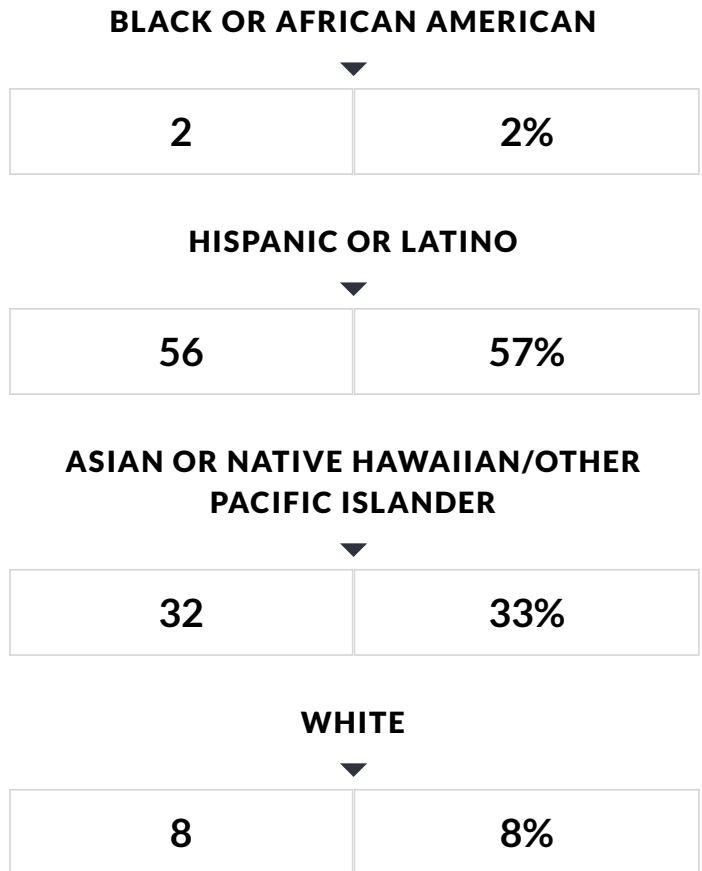 BLACK OR AFRICAN AMERICAN
2 2%
HISPANIC OR LATINO
56 57%
ASIAN OR NATIVE HAWAIIAN/OTHER
PACIFIC ISLANDER
32 33%
WHITE
8 8%